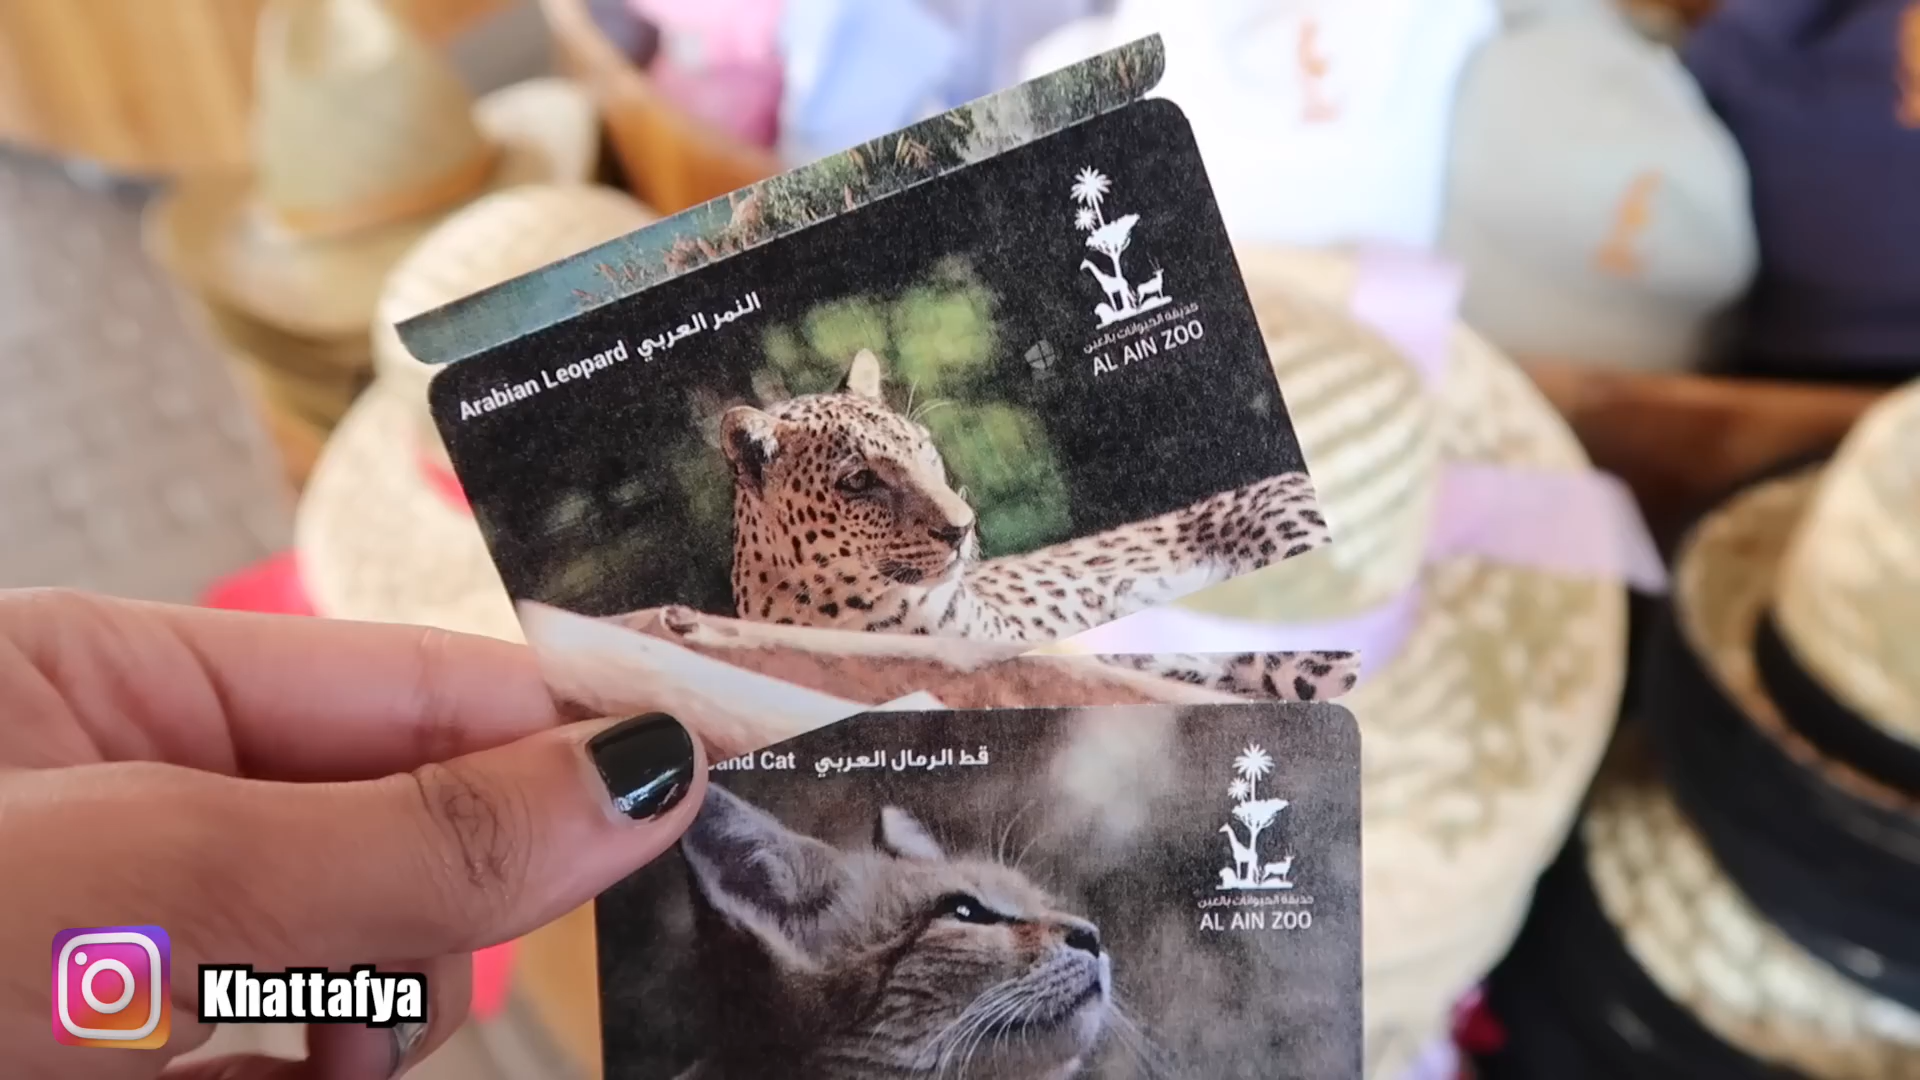 Arabian Leopard النمر العربي
حديقة الحيوانات بالعين
AL AIN ZOO
Cat قط الرمال العربي
حديقة الحيوانات بالعين
AL AIN ZOO
Khattafya